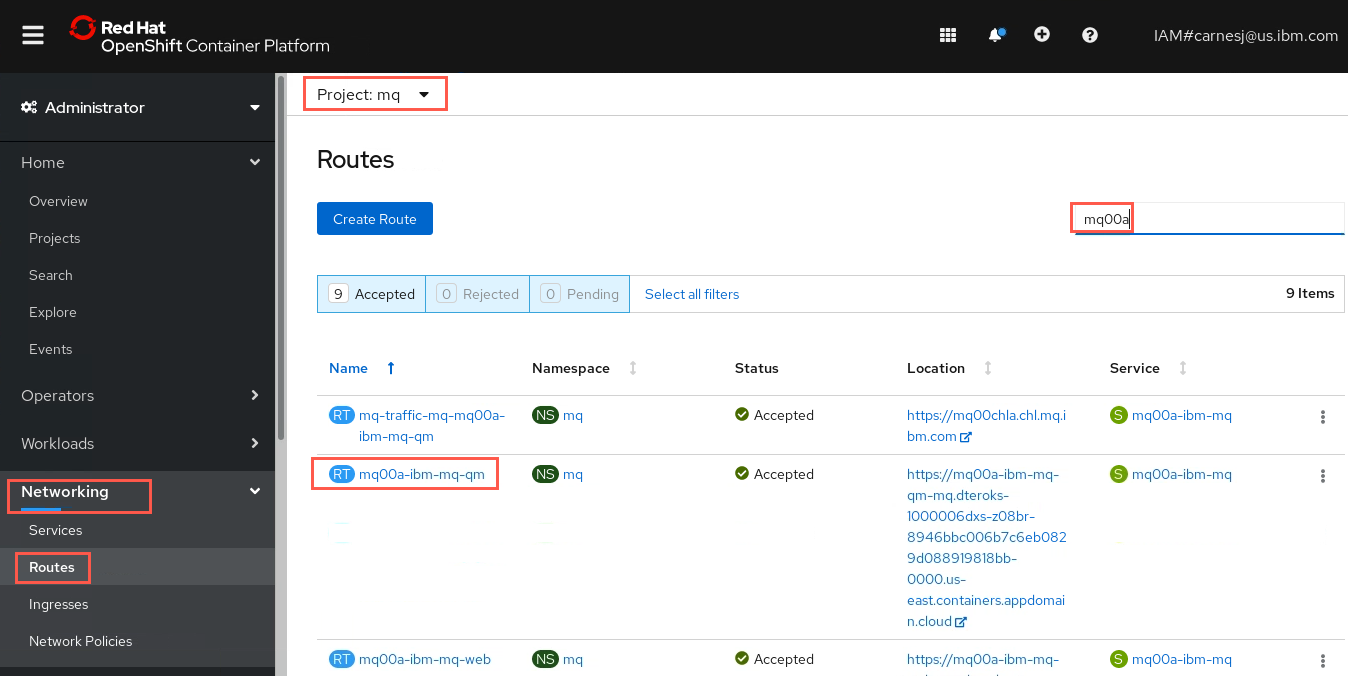 Red Hat
OpenShift Container Platform
IAM#carnesj@us.ibm.com
Administrator
Home
Overview
Projects
Search
Explore
Events
Operators
Workloads
Networking
Services
Routes
Ingresses
Network Policies
Project: mq
Routes
Create Route
mq00a
9 Accepted 0 Rejected 0 Pending Select all filters 9 Items
Name Namespace Status Location Service
RT mq-traffic-mq-mq00a- NS mq Accepted https://mq00chla.chl.mq.i S mq00a-ibm-mq
ibm-mq-qm bm.com
RT mq00a-ibm-mq-qm NS mq Accepted https://mq00a-ibm-mq- S mq00a-ibm-mq
qm-mq.dteroks-
1000006dxs-z08br-
8946bbc006b7c6eb082
9d088919818bb-
0000.us-
east.containers.appdomai
n.cloud
RT mq00a-ibm-mq-web NS mq Accepted https://mq00a-ibm-mq- S mq00a-ibm-mq